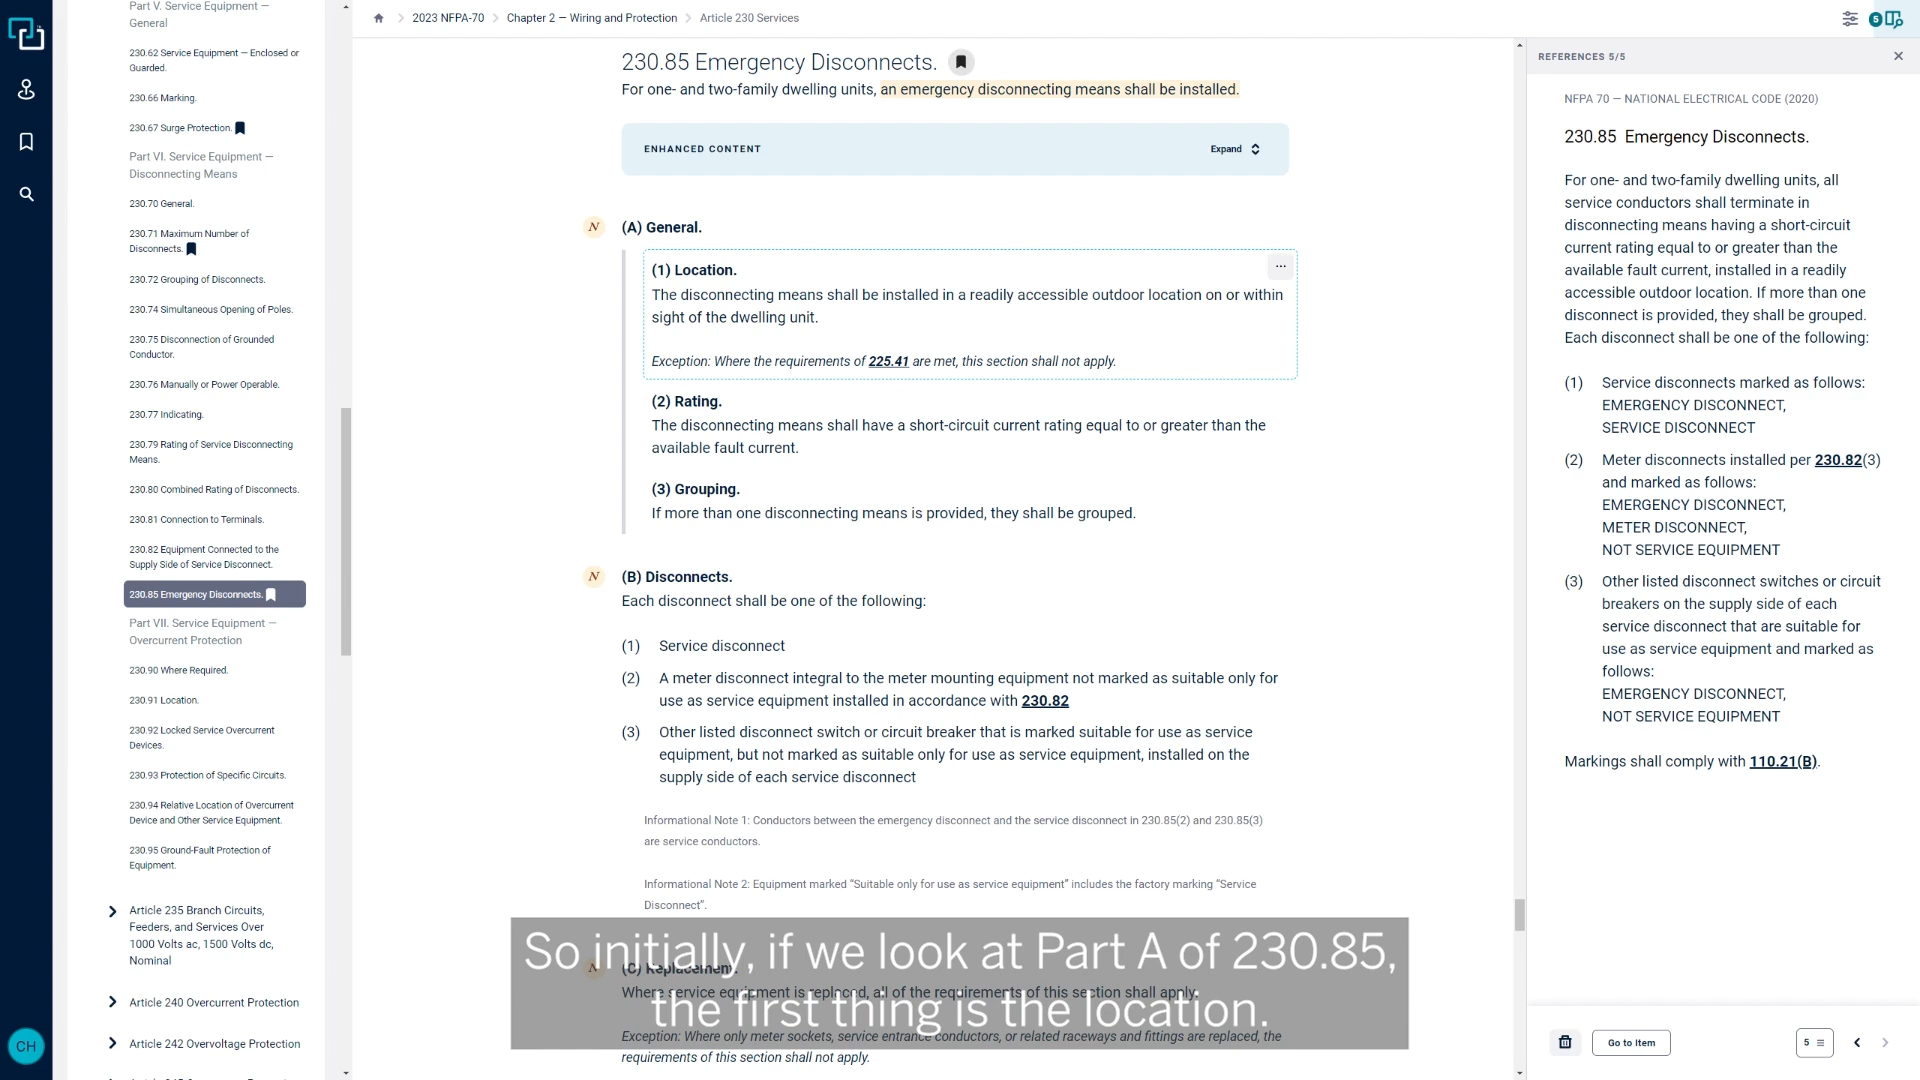 Part V. Service Equipment —
General
230.62 Service Equipment — Enclosed or
Guarded.
230.66 Marking.
230.67 Surge Protection.
Part VI. Service Equipment —
Disconnecting Means
230.70 General.
230.71 Maximum Number of
Disconnects.
230.72 Grouping of Disconnects.
230.74 Simultaneous Opening of Poles.
230.75 Disconnection of Grounded
Conductor.
230.76 Manually or Power Operable.
230.77 Indicating.
230.79 Rating of Service Disconnecting
Means.
230.80 Combined Rating of Disconnects.
230.81 Connection to Terminals.
230.82 Equipment Connected to the
Supply Side of Service Disconnect.
230.85 Emergency Disconnects.
Part VII. Service Equipment —
Overcurrent Protection
230.90 Where Required.
230.91 Location.
230.92 Locked Service Overcurrent
Devices.
230.93 Protection of Specific Circuits.
230.94 Relative Location of Overcurrent
Device and Other Service Equipment.
230.95 Ground-Fault Protection of
Equipment.
Article 235 Branch Circuits,
Feeders, and Services Over
1000 Volts ac, 1500 Volts dc,
Nominal
Article 240 Overcurrent Protection
Article 242 Overvoltage Protection
CH
2023 NFPA-70
Chapter 2 — Wiring and Protection
Article 230 Services
5
230.85 Emergency Disconnects.
For one- and two-family dwelling units, an emergency disconnecting means shall be installed.
ENHANCED CONTENT
Expand
N (A) General.
(1) Location.
...
The disconnecting means shall be installed in a readily accessible outdoor location on or within
sight of the dwelling unit.
Exception: Where the requirements of 225.41 are met, this section shall not apply.
(2) Rating.
The disconnecting means shall have a short-circuit current rating equal to or greater than the
available fault current.
(3) Grouping.
If more than one disconnecting means is provided, they shall be grouped.
N (B) Disconnects.
Each disconnect shall be one of the following:
(1) Service disconnect
(2) A meter disconnect integral to the meter mounting equipment not marked as suitable only for
use as service equipment installed in accordance with 230.82
(3) Other listed disconnect switch or circuit breaker that is marked suitable for use as service
equipment, but not marked as suitable only for use as service equipment, installed on the
supply side of each service disconnect
Informational Note 1: Conductors between the emergency disconnect and the service disconnect in 230.85(2) and 230.85(3)
are service conductors.
Informational Note 2: Equipment marked “Suitable only for use as service equipment” includes the factory marking “Service
Disconnect”.
So initially, if we look at Part A of 230.85,
the first thing is the location.
N (C) Replacement.
Where service equipment is replaced, all of the requirements of this section shall apply.
Exception: Where only meter sockets, service entrance conductors, or related raceways and fittings are replaced, the
requirements of this section shall not apply.
REFERENCES 5/5
NFPA 70 — NATIONAL ELECTRICAL CODE (2020)
230.85 Emergency Disconnects.
For one- and two-family dwelling units, all
service conductors shall terminate in
disconnecting means having a short-circuit
current rating equal to or greater than the
available fault current, installed in a readily
accessible outdoor location. If more than one
disconnect is provided, they shall be grouped.
Each disconnect shall be one of the following:
(1) Service disconnects marked as follows:
EMERGENCY DISCONNECT,
SERVICE DISCONNECT
(2) Meter disconnects installed per 230.82(3)
and marked as follows:
EMERGENCY DISCONNECT,
METER DISCONNECT,
NOT SERVICE EQUIPMENT
(3) Other listed disconnect switches or circuit
breakers on the supply side of each
service disconnect that are suitable for
use as service equipment and marked as
follows:
EMERGENCY DISCONNECT,
NOT SERVICE EQUIPMENT
Markings shall comply with 110.21(B).
Go to Item
5